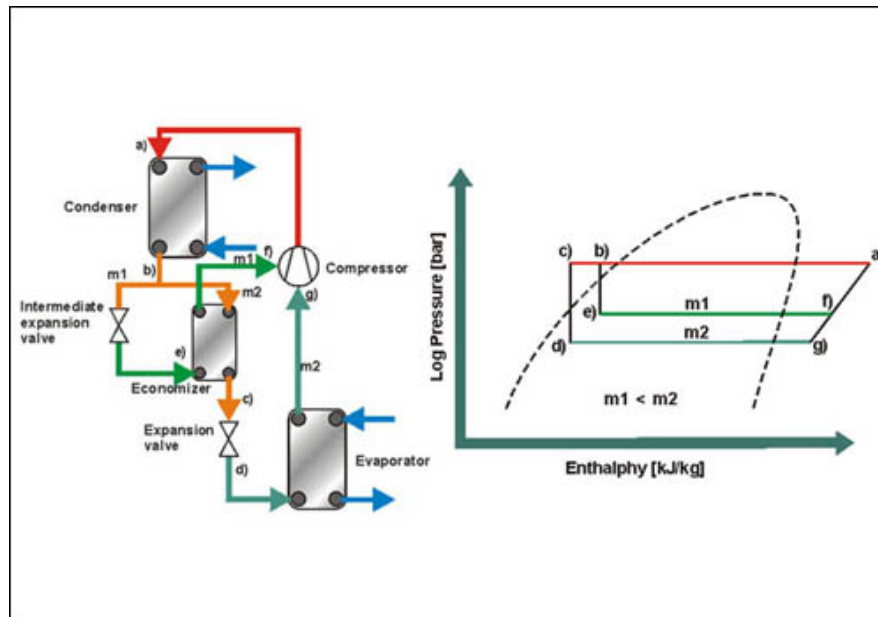 a)
Condenser
b)
m1
f)
m1
Compressor
m2
g)
Intermediate
expansion
valve
e)
Economizer
m2
c)
Expansion
valve
d)
Evaporator
Log Pressure [bar]
c)
b)
a
e)
m1
f)
d)
m2
g)
m1 < m2
Enthalphy [kJ/kg]